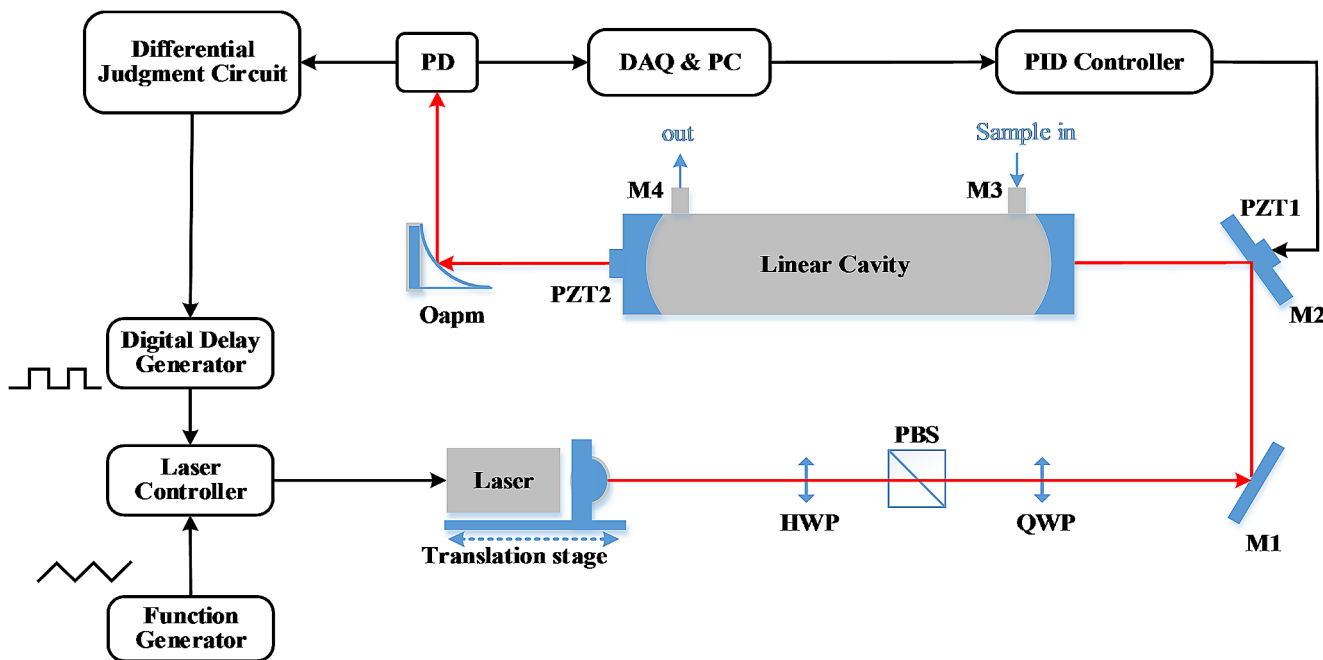 Differential
Judgment Circuit
PD
DAQ & PC
PID Controller
out
Sample in
M4
M3
PZT1
Linear Cavity
PZT2
Oapm
M2
Digital Delay
Generator
PBS
Laser
Controller
Laser
HWP
QWP
M1
Translation stage
Function
Generator